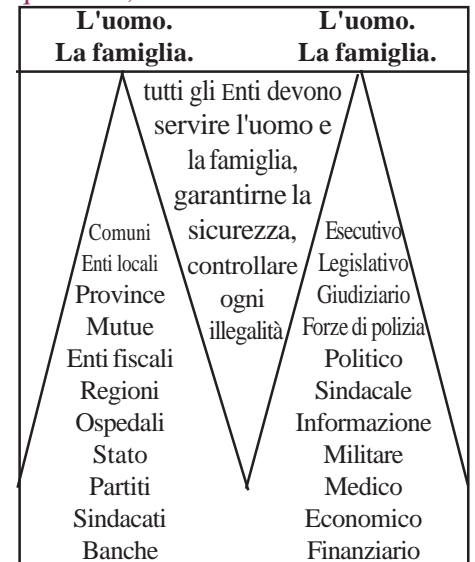 L'uomo.
La famiglia.
L'uomo.
La famiglia.
tutti gli Enti devono
servire l'uomo e
la famiglia,
garantirne la
sicurezza,
controllare
ogni
illegalità
Comuni
Enti locali
Province
Mutue
Enti fiscali
Regioni
Ospedali
Stato
Partiti
Sindacati
Banche
Esecutivo
Legislativo
Giudiziario
Forze di polizia
Politico
Sindacale
Informazione
Militare
Medico
Economico
Finanziario